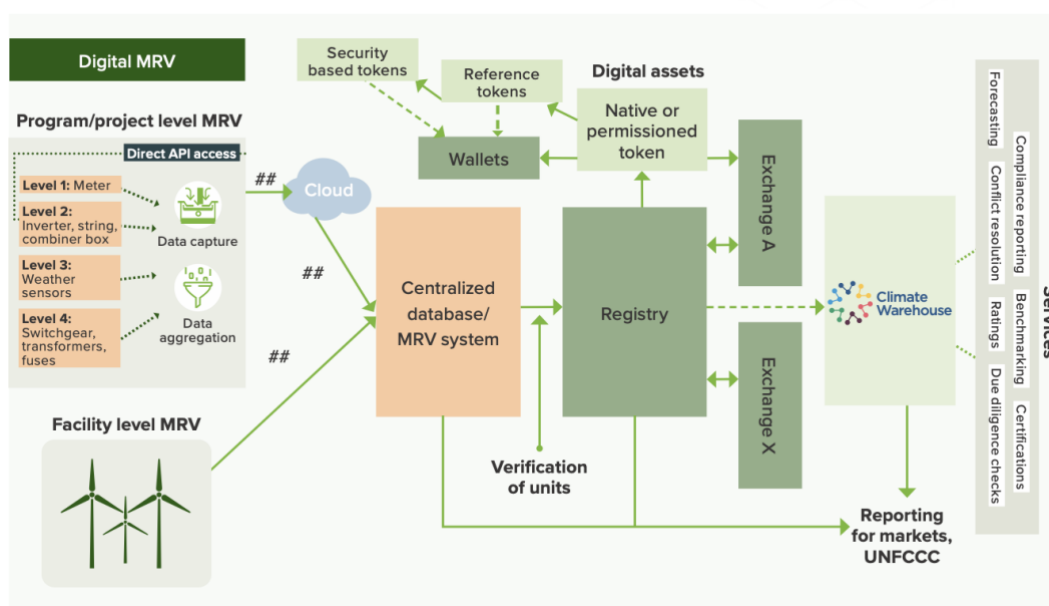 Digital MRV
Program/project level MRV
Direct API access
Level 1: Meter
Level 2:
Inverter, string,
combiner box
Level 3:
Weather
sensors
Level 4:
Switchgear,
transformers,
fuses
Data capture
Data
aggregation
Facility level MRV
##
Cloud
##
##
Security
based tokens
Reference
tokens
Digital assets
Native or
permissioned
token
Wallets
Centralized
database/
MRV system
Verification
of units
Registry
Exchange A
Exchange X
Climate
Warehouse
Reporting
for markets,
UNFCCC
Forecasting
Conflict resolution
Ratings
Due diligence checks
Compliance reporting
Benchmarking
Certifications
Services